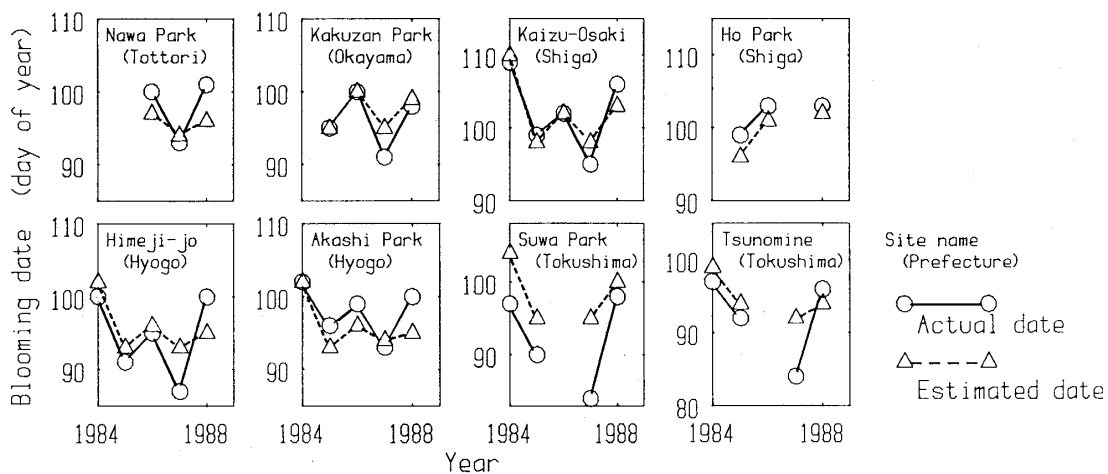 Blooming date (day of year)
110
100
90
Nawa Park
(Tottori)
110
100
90
Kakuzan Park
(Okayama)
110
100
90
Kaizu-Osaki
(Shiga)
110
100
90
Ho Park
(Shiga)
110
100
90
Himeji-jo
(Hyogo)
110
100
90
Akashi Park
(Hyogo)
100
90
Suwa Park
(Tokushima)
100
90
80
Tsunomine
(Tokushima)
Site name
(Prefecture)
Actual date
Estimated date
1984 1988
1984 1988
1984 1988
1984 1988
Year